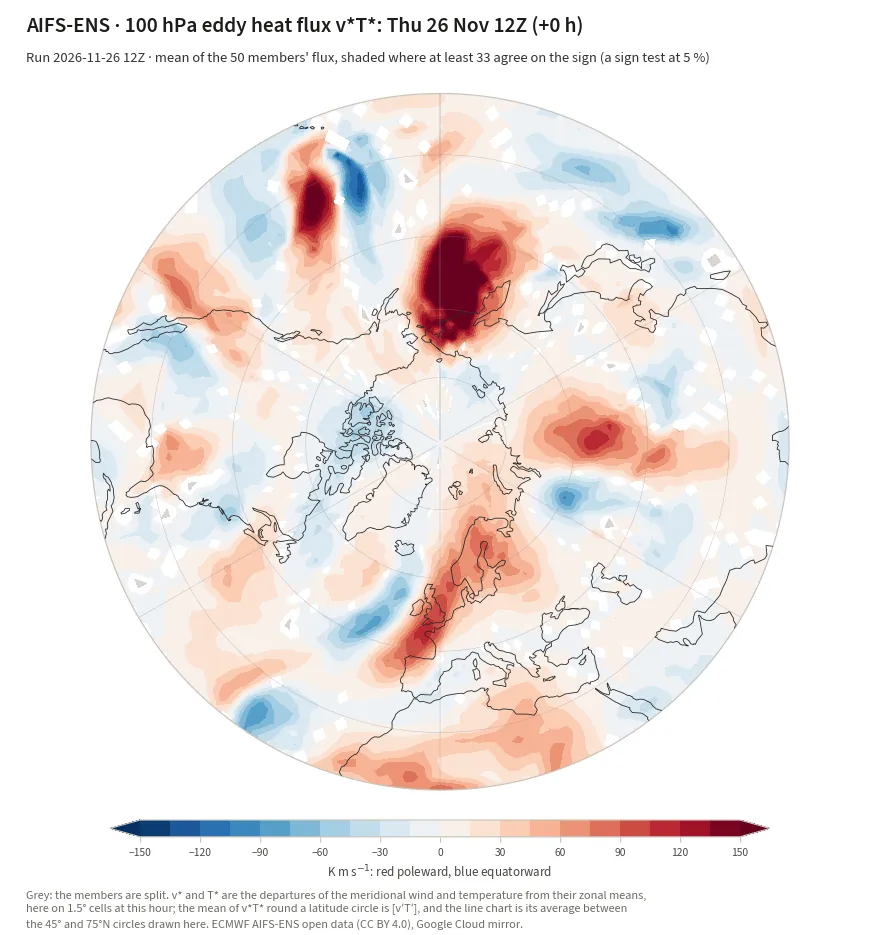 AIFS-ENS · 100 hPa eddy heat flux v*T*: Thu 26 Nov 12Z (+0 h)
Run 2026-11-26 12Z · mean of the 50 members' flux, shaded where at least 33 agree on the sign (a sign test at 5 %)
−150 −120 −90 −60 −30 0 30 60 90 120 150
K m s⁻¹: red poleward, blue equatorward
Grey: the members are split. v* and T* are the departures of the meridional wind and temperature from their zonal means,
here on 1.5° cells at this hour; the mean of v*T* round a latitude circle is [v'T'], and the line chart is its average between
the 45° and 75°N circles drawn here. ECMWF AIFS-ENS open data (CC BY 4.0), Google Cloud mirror.